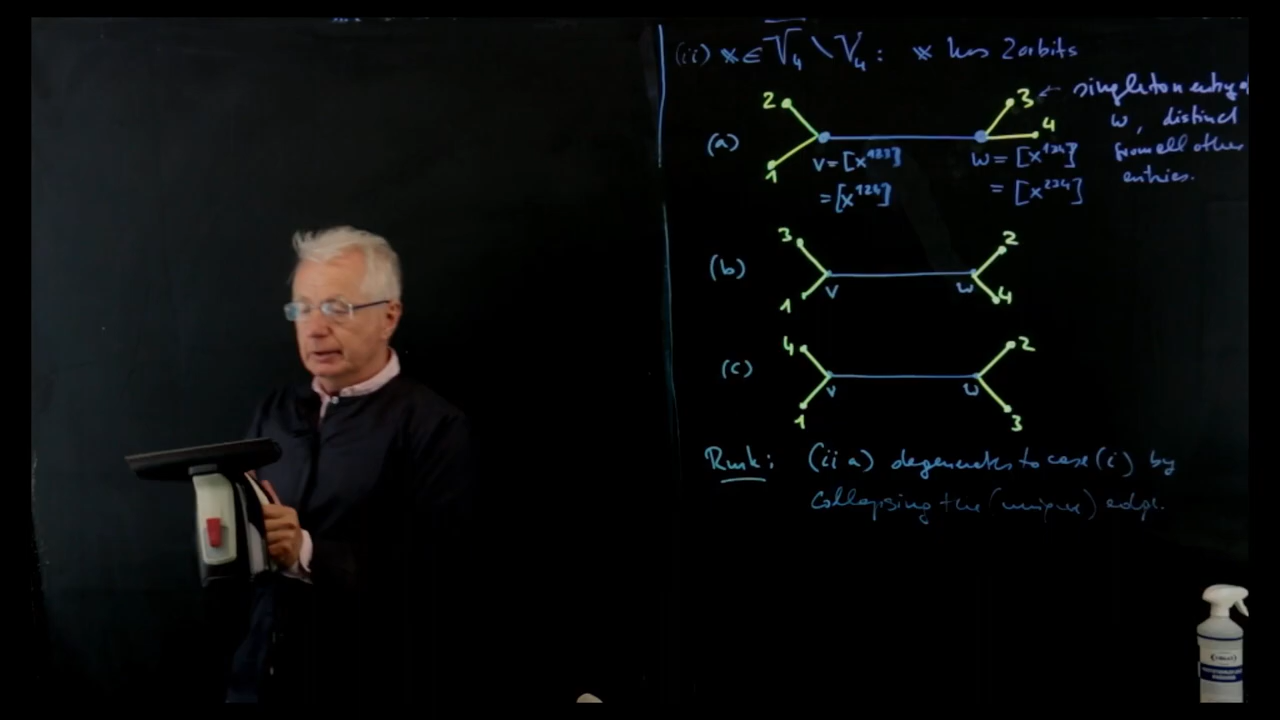 (ii) x ∈ V̅₄ \ V₄ : x has 2 orbits
2 3 ← singleton entry of
(a) 4 w, distinct
v = [x¹²³] w = [x¹³⁴] from all other
1 = [x¹²⁴] = [x²³⁴] entries.
3 2
(b)
v w
1 4
4 2
(c)
v w
1 3
Rmk: (ii a) degenerates to case (i) by
collapsing the (unique) edge.